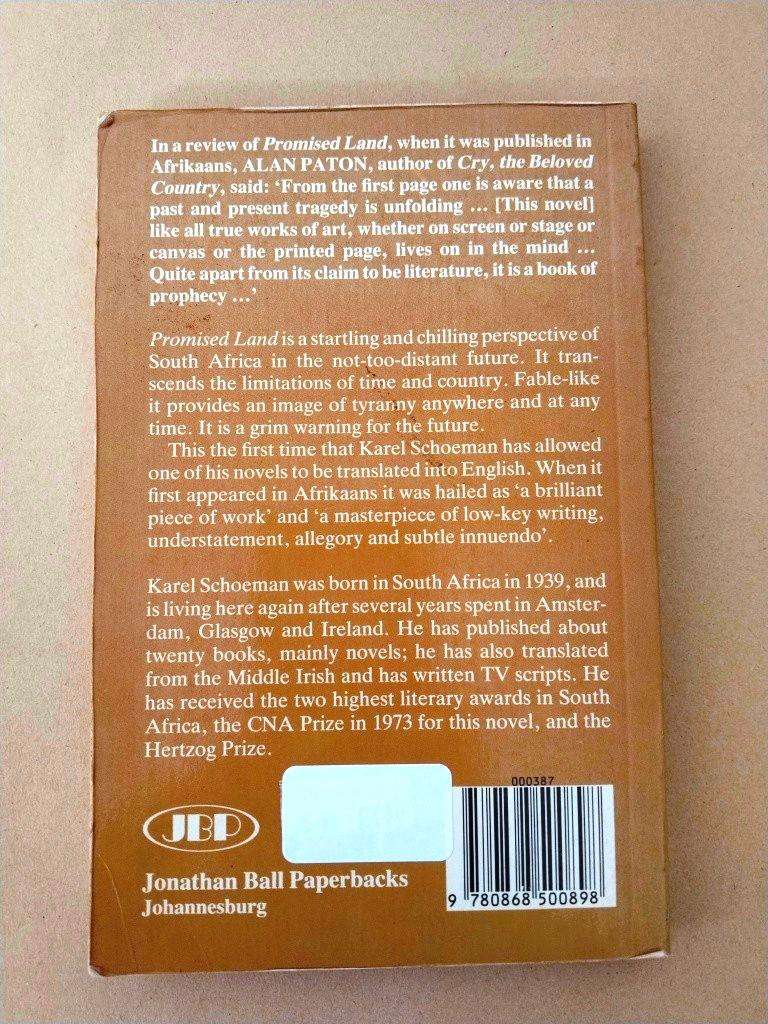 In a review of Promised Land, when it was published in
Afrikaans, ALAN PATON, author of Cry, the Beloved
Country, said: ‘From the first page one is aware that a
past and present tragedy is unfolding ... [This novel]
like all true works of art, whether on screen or stage or
canvas or the printed page, lives on in the mind ...
Quite apart from its claim to be literature, it is a book of
prophecy ...’
Promised Land is a startling and chilling perspective of
South Africa in the not-too-distant future. It tran-
scends the limitations of time and country. Fable-like
it provides an image of tyranny anywhere and at any
time. It is a grim warning for the future.
This the first time that Karel Schoeman has allowed
one of his novels to be translated into English. When it
first appeared in Afrikaans it was hailed as ‘a brilliant
piece of work’ and ‘a masterpiece of low-key writing,
understatement, allegory and subtle innuendo’.
Karel Schoeman was born in South Africa in 1939, and
is living here again after several years spent in Amster-
dam, Glasgow and Ireland. He has published about
twenty books, mainly novels; he has also translated
from the Middle Irish and has written TV scripts. He
has received the two highest literary awards in South
Africa, the CNA Prize in 1973 for this novel, and the
Hertzog Prize.
000387
JBP
Jonathan Ball Paperbacks
Johannesburg
9 780868 500898